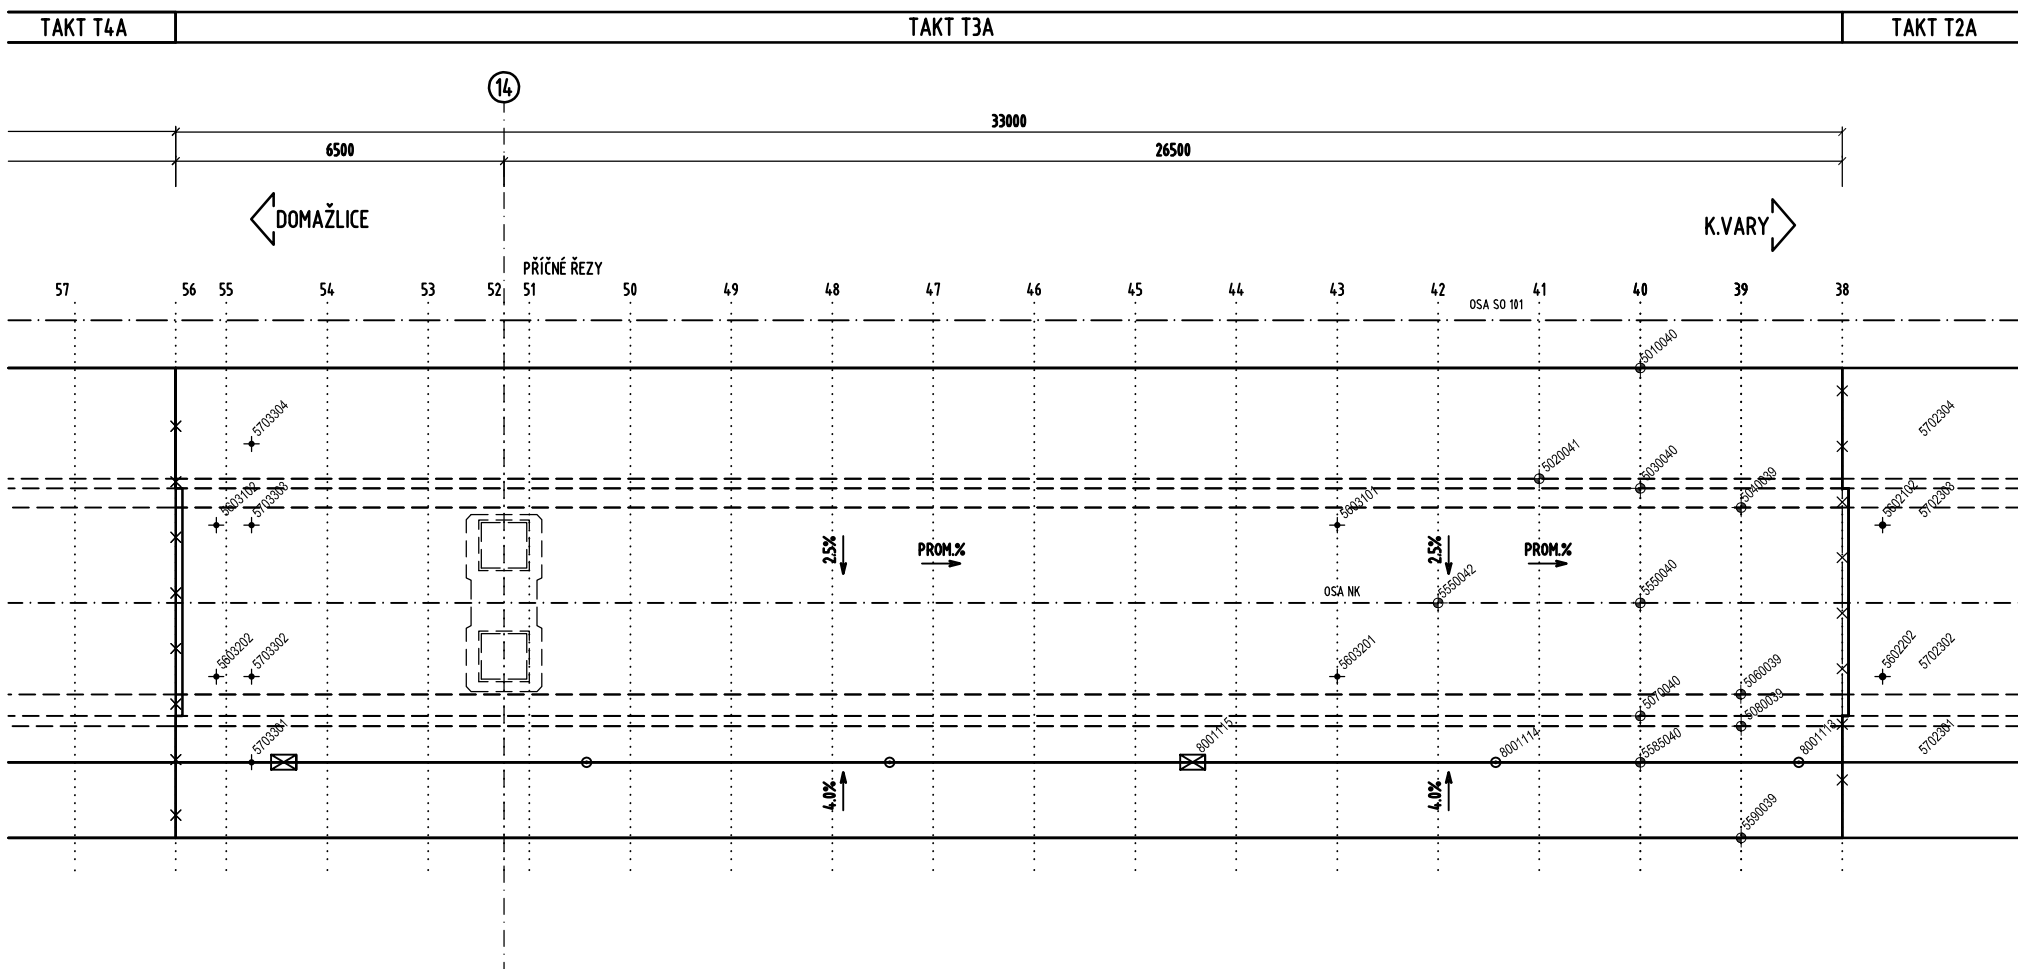 TAKT T4A TAKT T3A TAKT T2A
14
33000
6500 26500
DOMAŽLICE K.VARY
PŘÍČNÉ ŘEZY
57 56 55 54 53 52 51 50 49 48 47 46 45 44 43 42 41 40 39 38
OSA SO 101
5010040
5703304 5702304
5020041 5030040
5603102 5703303 5603101 5040039 5602102 5702303
2.5% PROM.% 2.5% PROM.%
OSA NK 5550042 5550040
5603202 5703302 5603201 5060039 5602202 5702302
5070040 5080039
5703301 8001115 8001114 5585040 8001113 5702301
4.0% 4.0%
5590039